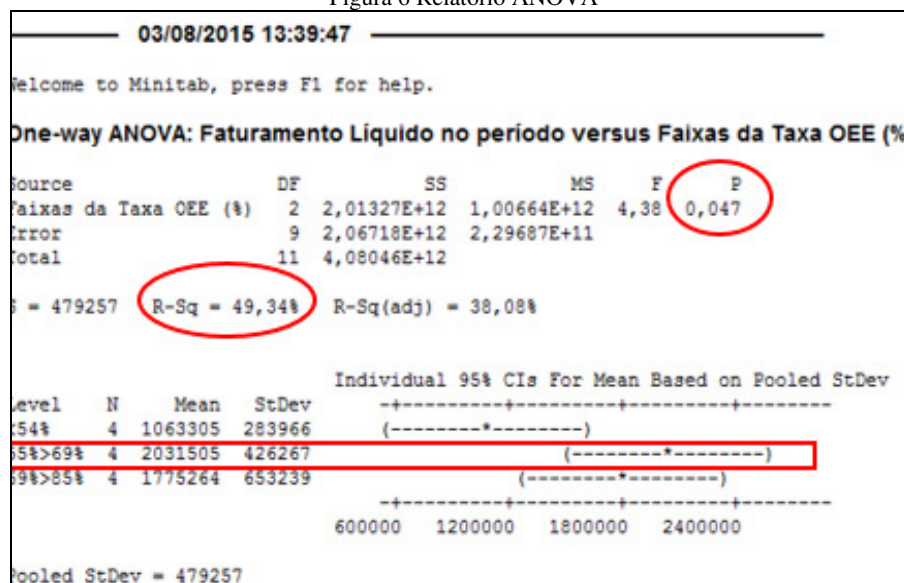 Figura 6 Relatório ANOVA
03/08/2015 13:39:47
Welcome to Minitab, press F1 for help.
One-way ANOVA: Faturamento Líquido no período versus Faixas da Taxa OEE (%
Source DF SS MS F P
Faixas da Taxa OEE (%) 2 2,01327E+12 1,00664E+12 4,38 0,047
Error 9 2,06718E+12 2,29687E+11
Total 11 4,08046E+12
S = 479257 R-Sq = 49,34% R-Sq(adj) = 38,08%
Individual 95% CIs For Mean Based on Pooled StDev
Level N Mean StDev -+---------+---------+---------+--------
54% 4 1063305 283966 (--------*--------)
55%>69% 4 2031505 426267 (--------*--------)
69%>85% 4 1775264 653239 (--------*--------)
-+---------+---------+---------+--------
600000 1200000 1800000 2400000
Pooled StDev = 479257